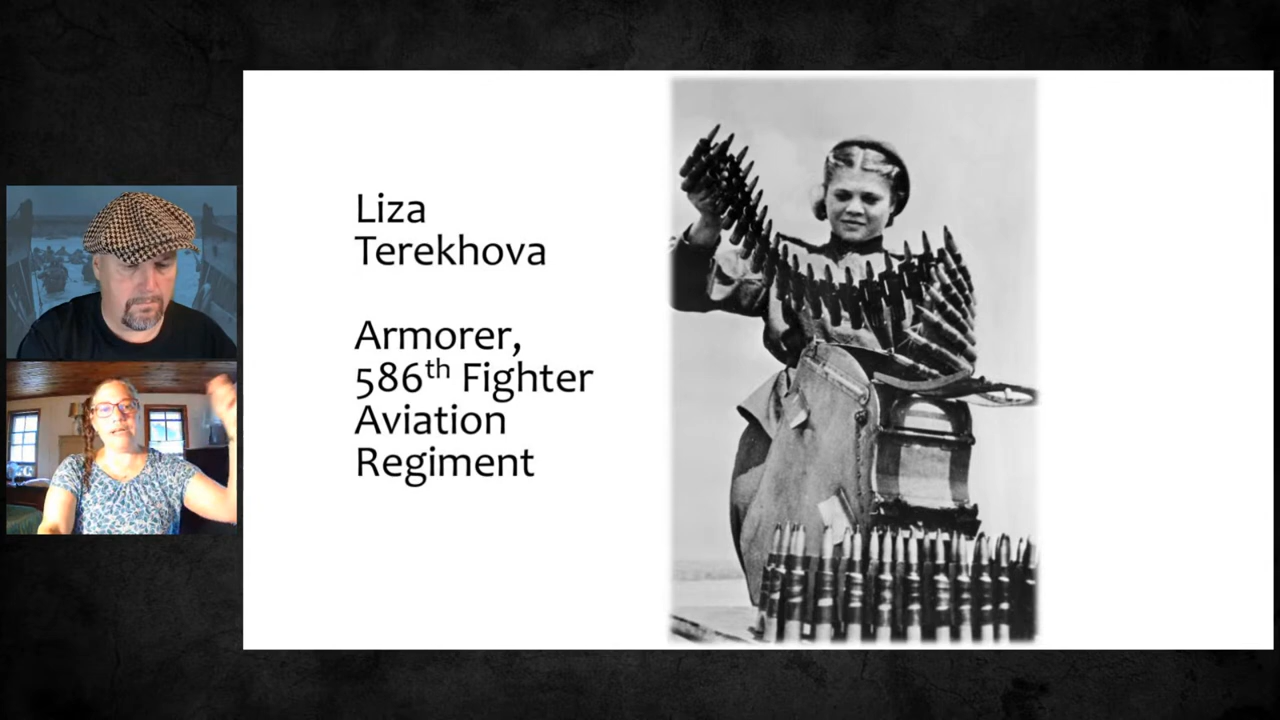 Liza
Terekhova
Armorer,
586th Fighter
Aviation
Regiment